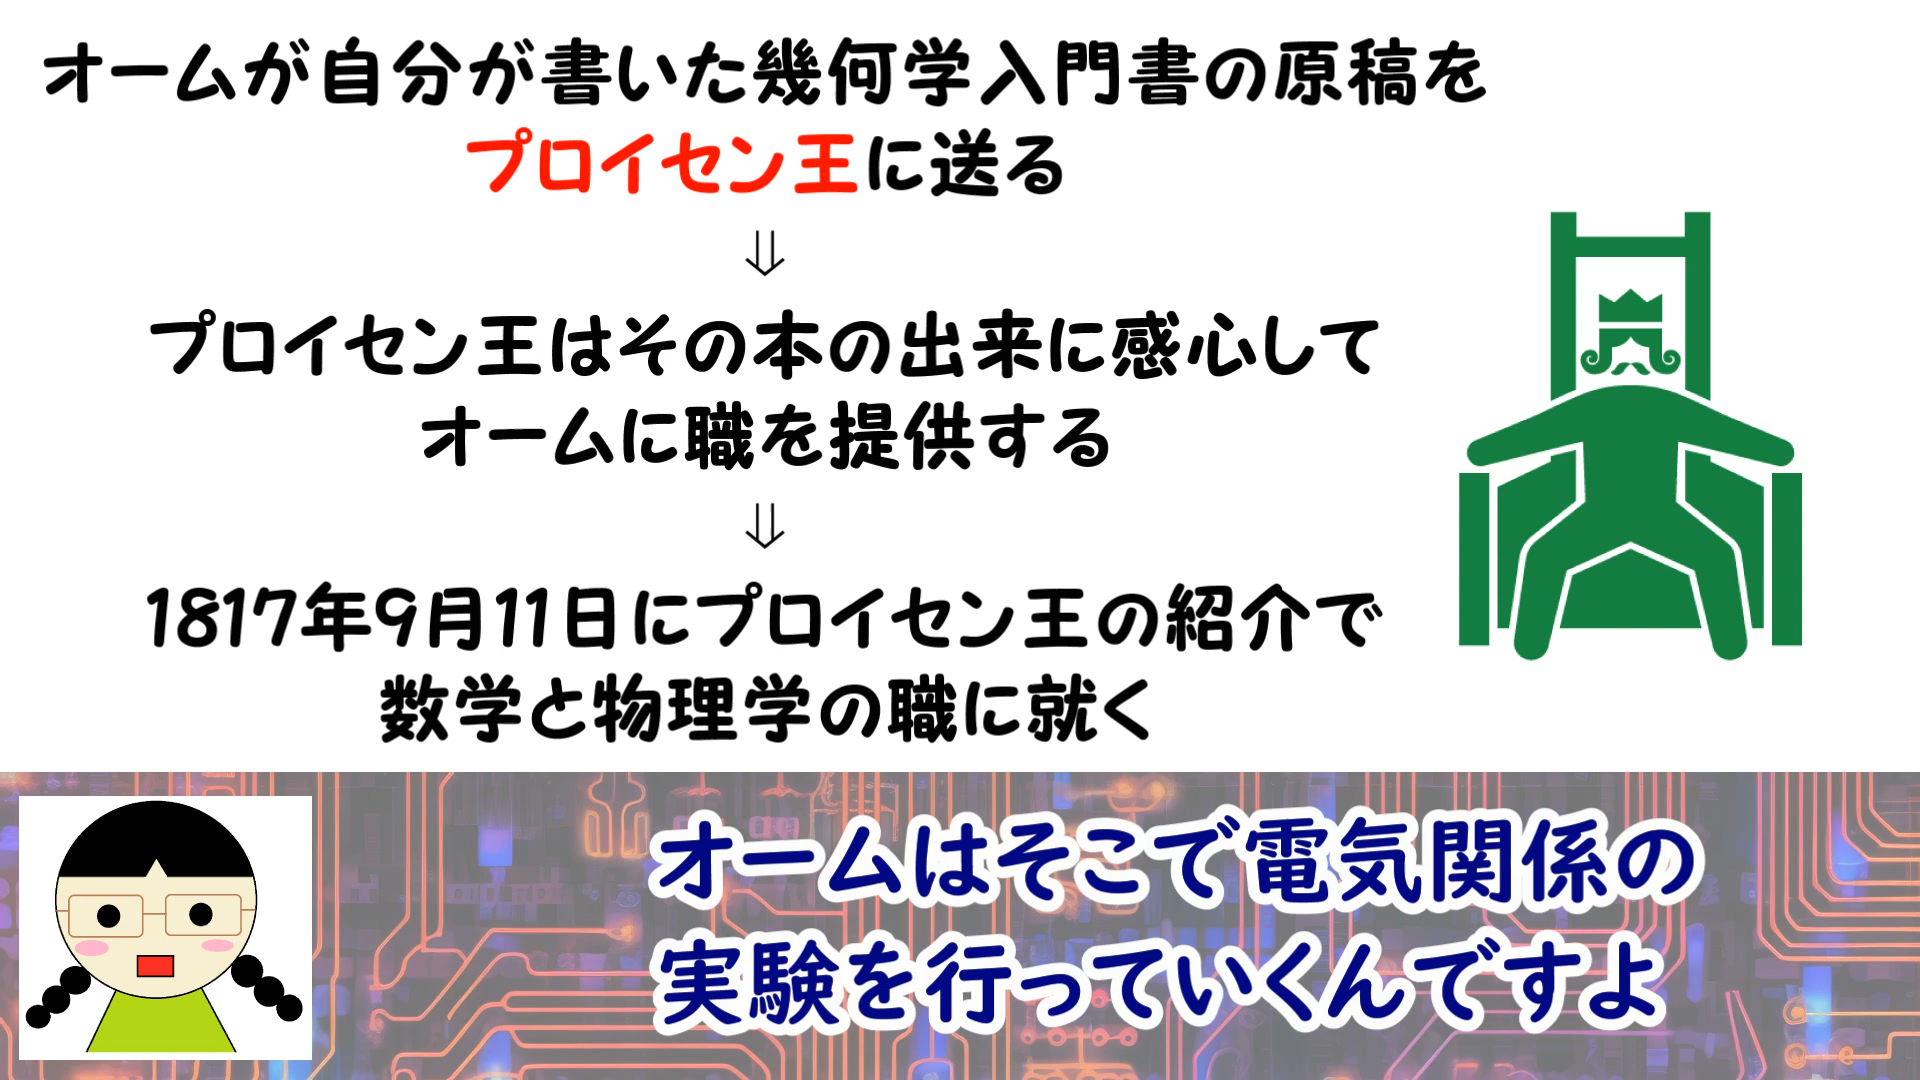 オームが自分が書いた幾何学入門書の原稿を
プロイセン王に送る
⇓
プロイセン王はその本の出来に感心して
オームに職を提供する
⇓
1817年9月11日にプロイセン王の紹介で
数学と物理学の職に就く
オームはそこで電気関係の
実験を行っていくんですよ